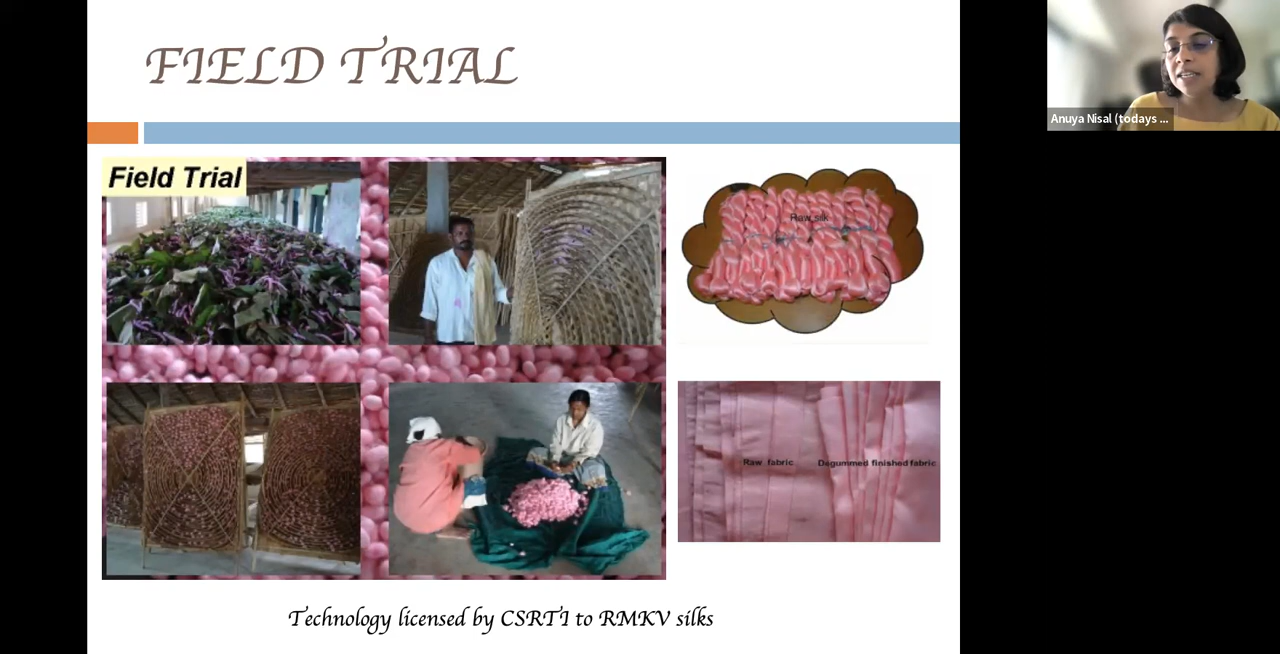 FIELD TRIAL
Anuya Nisal (todays ...
Field Trial
Raw silk
Raw fabric
Degummed finished fabric
Technology licensed by CSRTI to RMKV silks